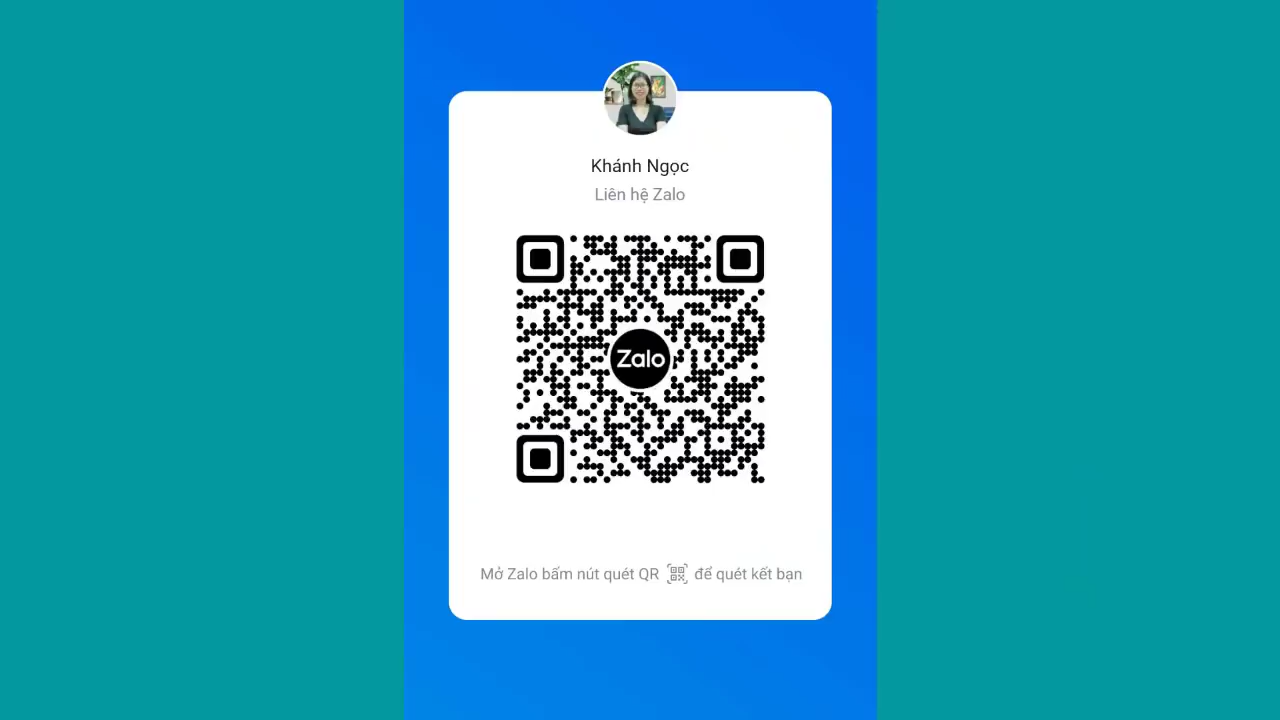 Khánh Ngọc
Liên hệ Zalo
Zalo
Mở Zalo bấm nút quét QR để quét kết bạn